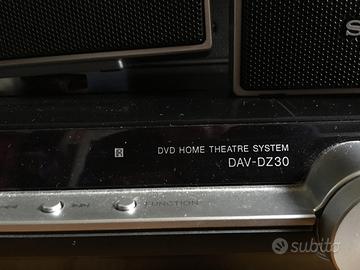 S
DVD HOME THEATRE SYSTEM
DAV-DZ30
FUNCTION
subito